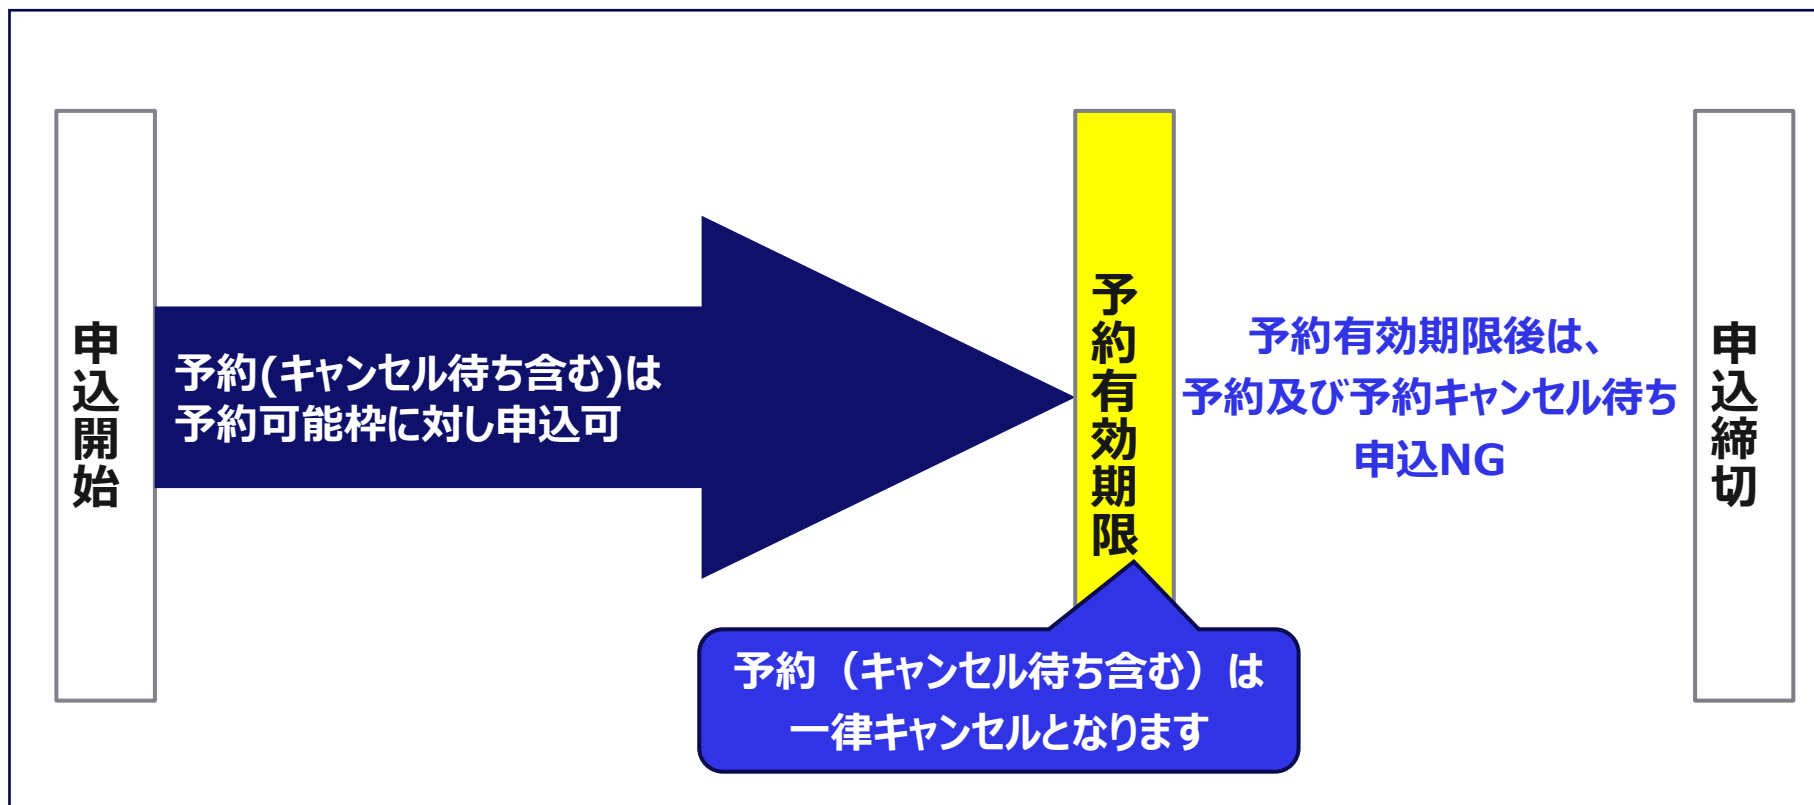 申込開始
予約(キャンセル待ち含む)は
予約可能枠に対し申込可
予約有効期限
予約有効期限後は、
予約及び予約キャンセル待ち
申込NG
申込締切
予約（キャンセル待ち含む）は
一律キャンセルとなります